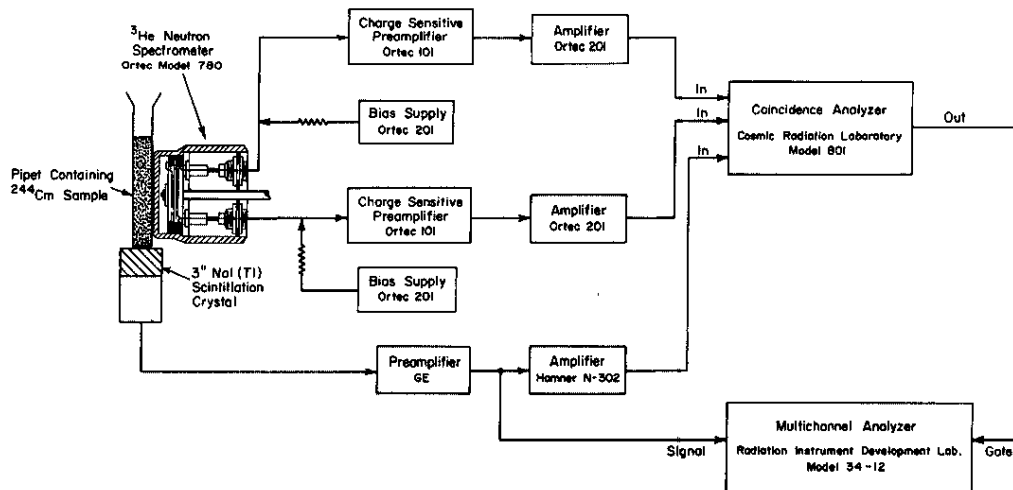 ³He Neutron
Spectrometer
Ortec Model 780
Charge Sensitive
Preamplifier
Ortec 101
Amplifier
Ortec 201
Bias Supply
Ortec 201
In
In
In
Coincidence Analyzer
Cosmic Radiation Laboratory
Model 801
Out
Pipet Containing
²⁴⁴Cm Sample
Charge Sensitive
Preamplifier
Ortec 101
Amplifier
Ortec 201
3" NaI (Tl)
Scintillation
Crystal
Bias Supply
Ortec 201
Preamplifier
GE
Amplifier
Hamner N-302
Signal
Multichannel Analyzer
Radiation Instrument Development Lab.
Model 34-12
Gate